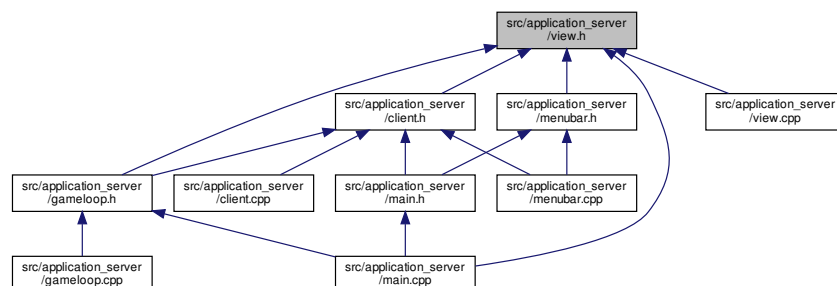 src/application_server
/view.h
src/application_server
/client.h
src/application_server
/menubar.h
src/application_server
/view.cpp
src/application_server
/gameloop.h
src/application_server
/client.cpp
src/application_server
/main.h
src/application_server
/menubar.cpp
src/application_server
/gameloop.cpp
src/application_server
/main.cpp